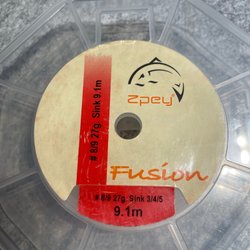 Zpey
# 8/9 27g. Sink 9.1m
Fusion
# 8/9 27g. Sink 3/4/5
9.1m